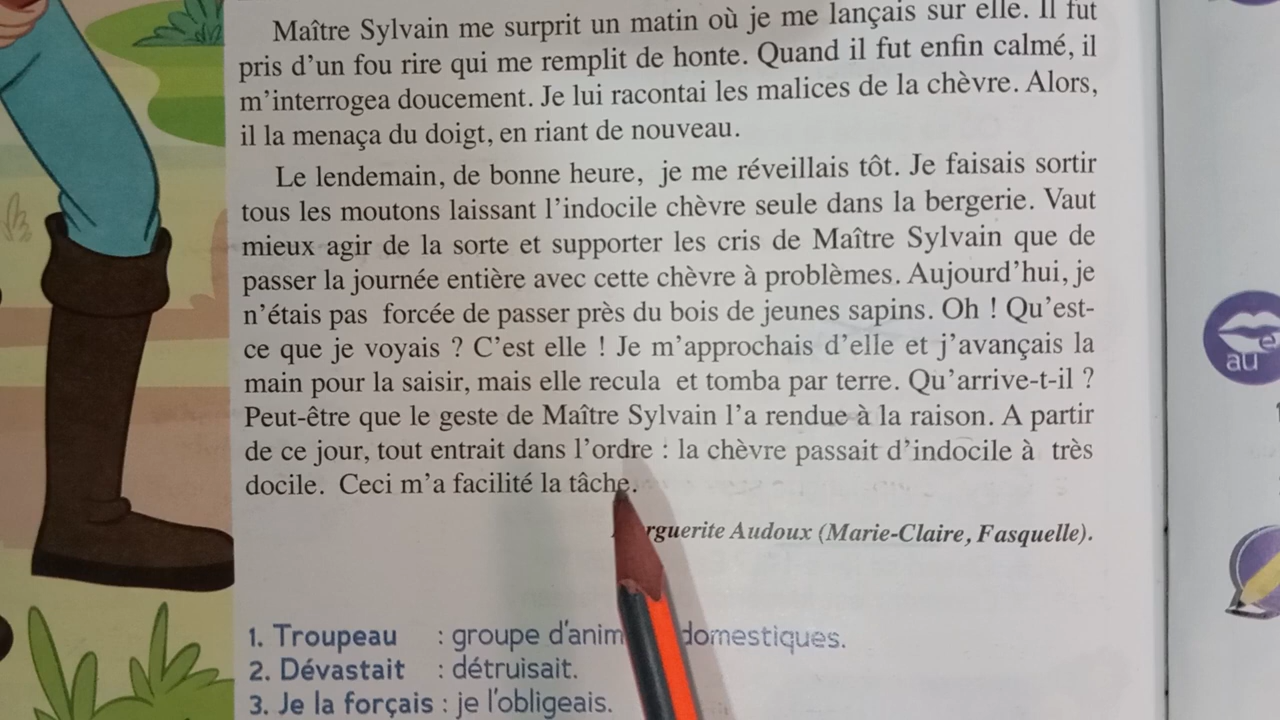 Maître Sylvain me surprit un matin où je me lançais sur elle. Il fut
pris d'un fou rire qui me remplit de honte. Quand il fut enfin calmé, il
m'interrogea doucement. Je lui racontai les malices de la chèvre. Alors,
il la menaça du doigt, en riant de nouveau.
Le lendemain, de bonne heure, je me réveillais tôt. Je faisais sortir
tous les moutons laissant l'indocile chèvre seule dans la bergerie. Vaut
mieux agir de la sorte et supporter les cris de Maître Sylvain que de
passer la journée entière avec cette chèvre à problèmes. Aujourd'hui, je
n'étais pas forcée de passer près du bois de jeunes sapins. Oh ! Qu'est-
ce que je voyais ? C'est elle ! Je m'approchais d'elle et j'avançais la
main pour la saisir, mais elle recula et tomba par terre. Qu'arrive-t-il ?
Peut-être que le geste de Maître Sylvain l'a rendue à la raison. A partir
de ce jour, tout entrait dans l'ordre : la chèvre passait d'indocile à très
docile. Ceci m'a facilité la tâche.
Audoux (Marie-Claire, Fasquelle).
1. Troupeau : groupe domestiques.
2. Dévastait : détruisait.
3. Je la forçais : je l'obligeais.
au